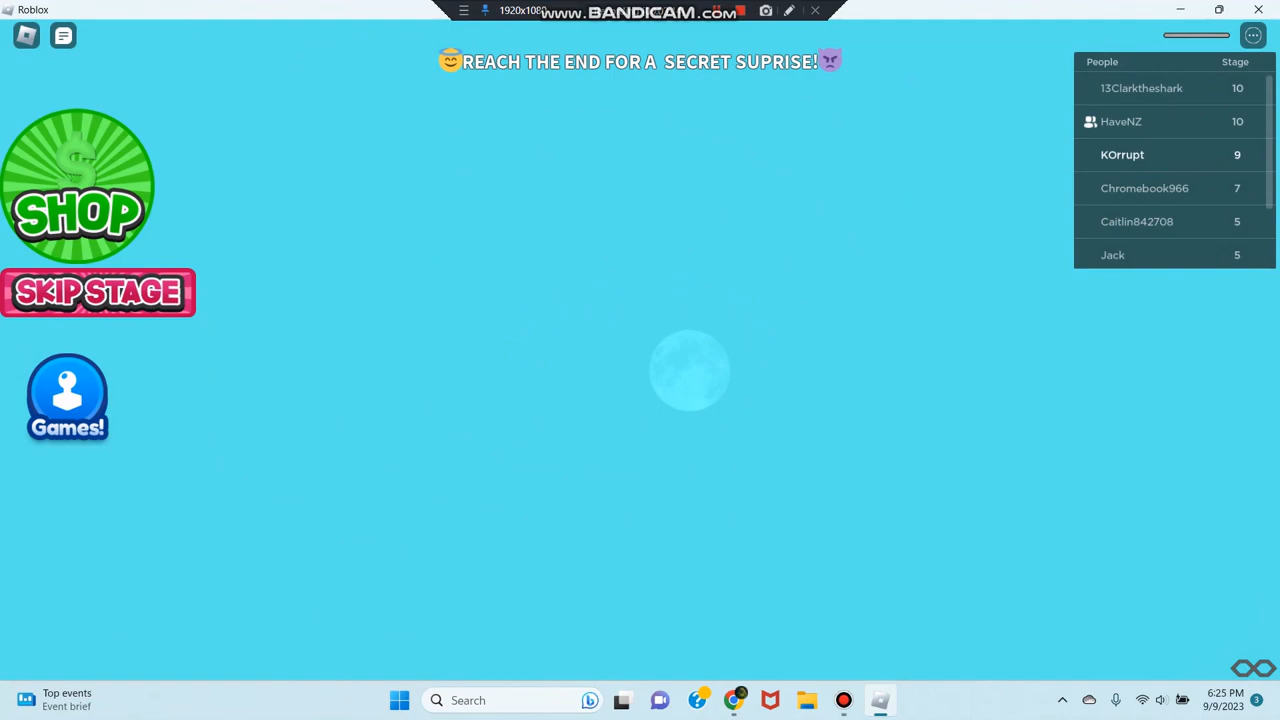 Roblox
1920x1080
www.BANDICAM.com
😇REACH THE END FOR A SECRET SUPRISE!😈
People Stage
13Clarktheshark 10
HaveNZ 10
KOrrupt 9
Chromebook966 7
Caitlin842708 5
Jack 5
$
SHOP
SKIP STAGE
Games!
Top events
Event brief
Search
6:25 PM
9/9/2023
3